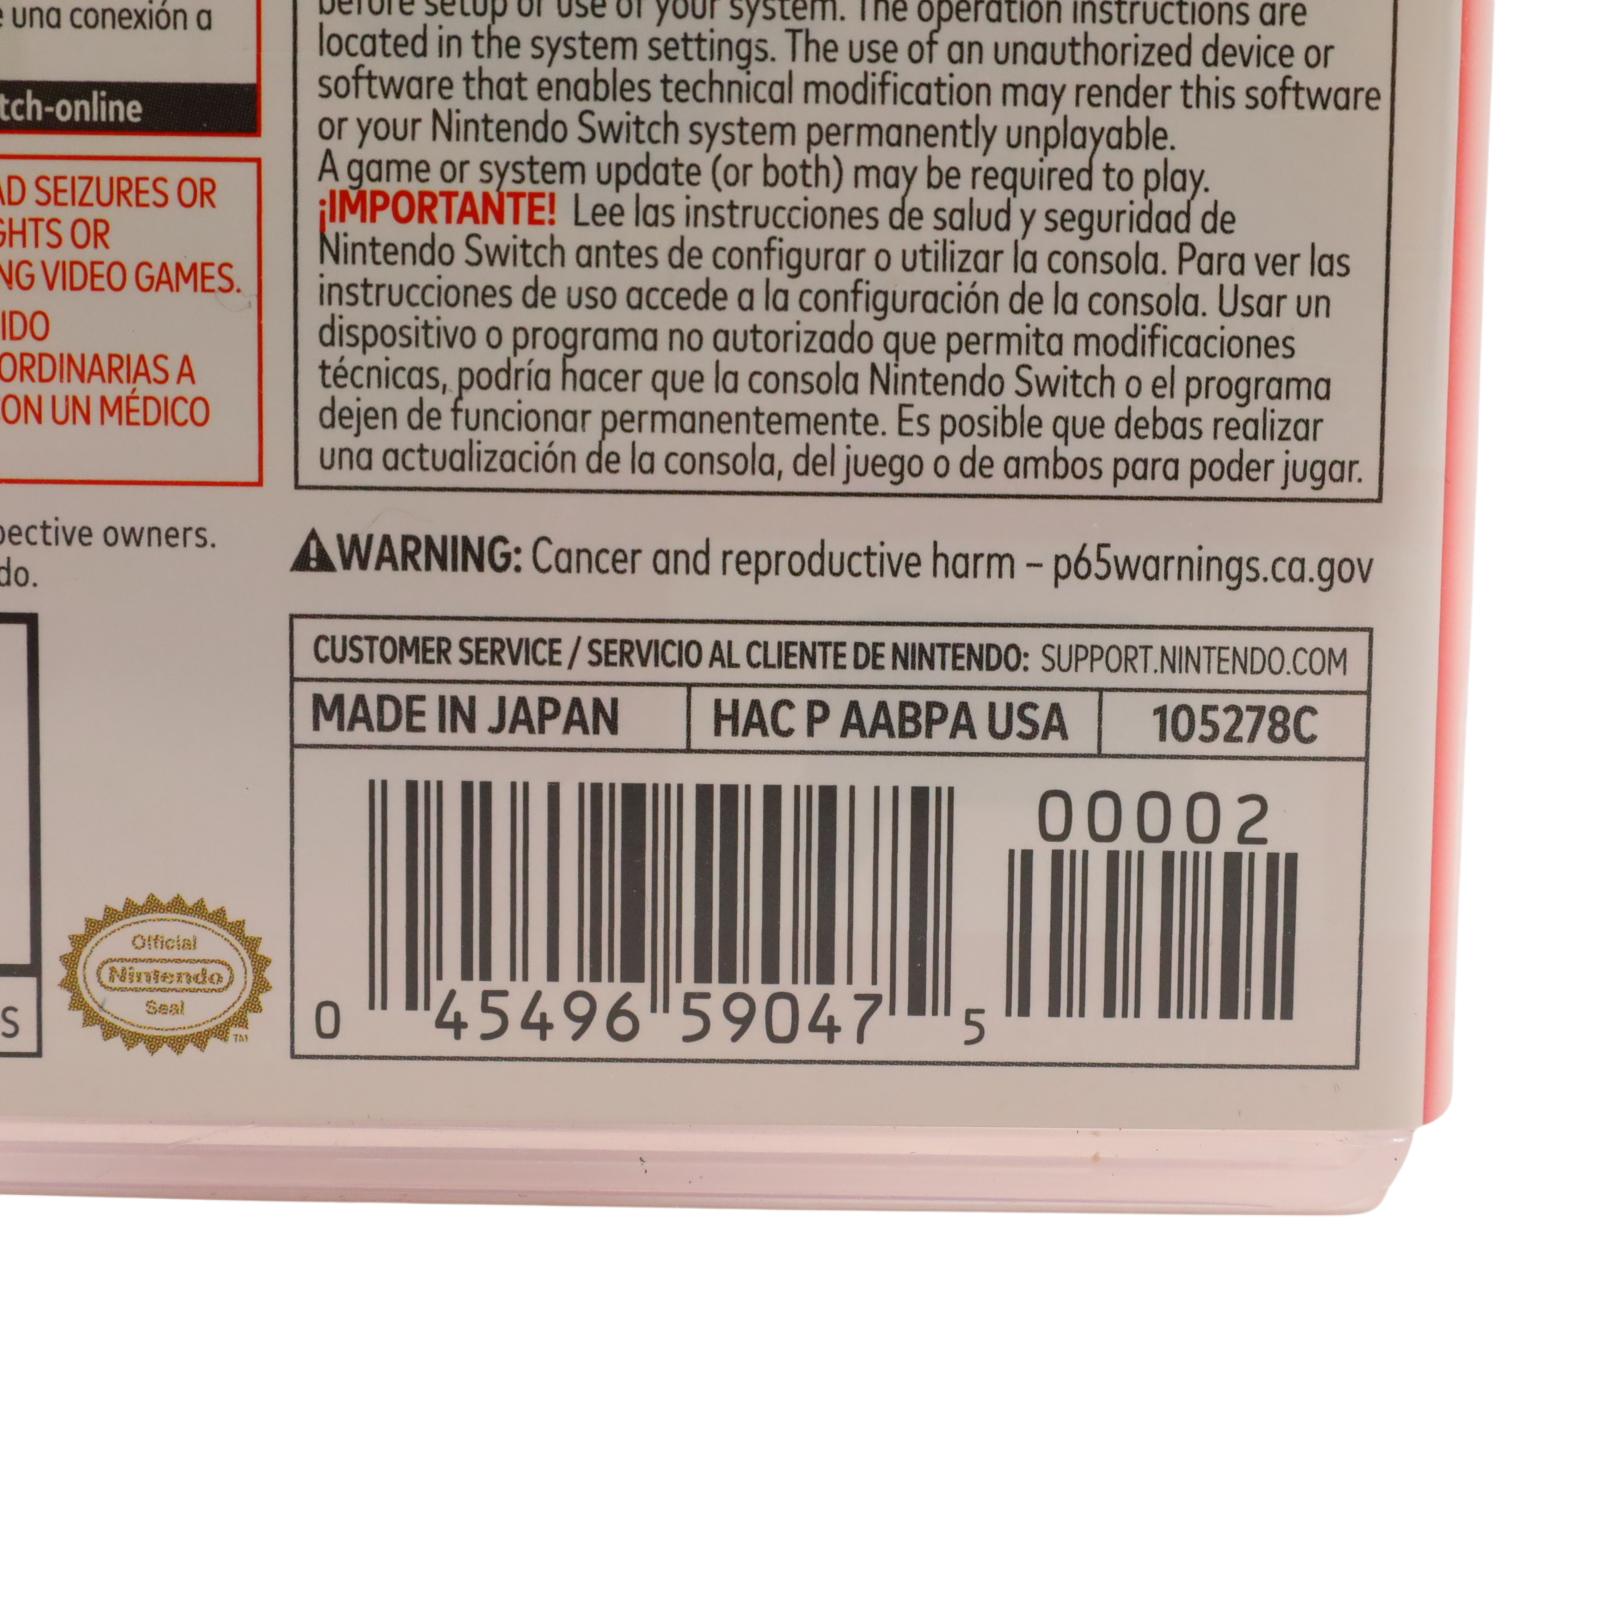 una conexión a
tch-online
AD SEIZURES OR
GHTS OR
NG VIDEO GAMES.
IDO
ORDINARIAS A
ON UN MÉDICO
before setup or use of your system. The operation instructions are
located in the system settings. The use of an unauthorized device or
software that enables technical modification may render this software
or your Nintendo Switch system permanently unplayable.
A game or system update (or both) may be required to play.
¡IMPORTANTE! Lee las instrucciones de salud y seguridad de
Nintendo Switch antes de configurar o utilizar la consola. Para ver las
instrucciones de uso accede a la configuración de la consola. Usar un
dispositivo o programa no autorizado que permita modificaciones
técnicas, podría hacer que la consola Nintendo Switch o el programa
dejen de funcionar permanentemente. Es posible que debas realizar
una actualización de la consola, del juego o de ambos para poder jugar.
pective owners.
do.
WARNING: Cancer and reproductive harm – p65warnings.ca.gov
CUSTOMER SERVICE / SERVICIO AL CLIENTE DE NINTENDO: SUPPORT.NINTENDO.COM
MADE IN JAPAN HAC P AABPA USA 105278C
00002
0 45496 59047 5
S
Official
Nintendo
Seal
TM